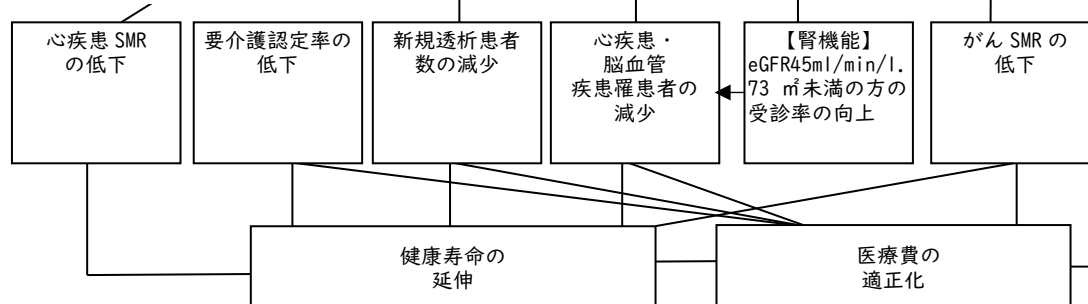 心疾患 SMR
の低下
要介護認定率の
低下
新規透析患者
数の減少
心疾患・
脳血管
疾患罹患者の
減少
【腎機能】
eGFR45ml/min/1.
73 ㎡未満の方の
受診率の向上
がん SMR の
低下
健康寿命の
延伸
医療費の
適正化